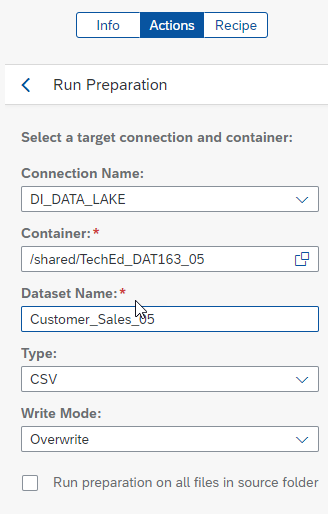 Info Actions Recipe
Run Preparation
Select a target connection and container:
Connection Name:
DI_DATA_LAKE
Container:*
/shared/TechEd_DAT163_05
Dataset Name:*
Customer_Sales_05
Type:
CSV
Write Mode:
Overwrite
Run preparation on all files in source folder